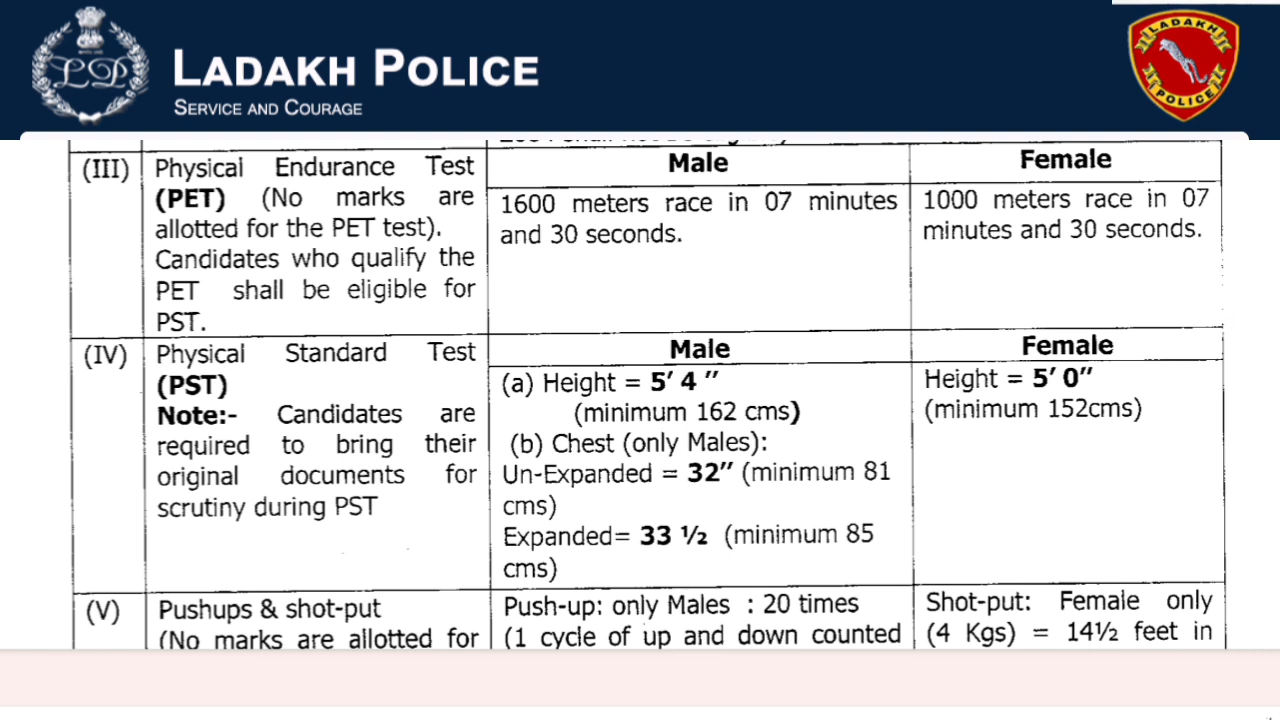 LADAKH POLICE
SERVICE AND COURAGE
LADAKH
POLICE
LP
(III)
Physical Endurance Test
(PET) (No marks are
allotted for the PET test).
Candidates who qualify the
PET shall be eligible for
PST.
Male
1600 meters race in 07 minutes
and 30 seconds.
Female
1000 meters race in 07
minutes and 30 seconds.
(IV)
Physical Standard Test
(PST)
Note:- Candidates are
required to bring their
original documents for
scrutiny during PST
Male
(a) Height = 5′ 4 ″
(minimum 162 cms)
(b) Chest (only Males):
Un-Expanded = 32″ (minimum 81
cms)
Expanded= 33 ½ (minimum 85
cms)
Female
Height = 5′ 0″
(minimum 152cms)
(V)
Pushups & shot-put
(No marks are allotted for
Push-up: only Males : 20 times
(1 cycle of up and down counted
Shot-put: Female only
(4 Kgs) = 14½ feet in